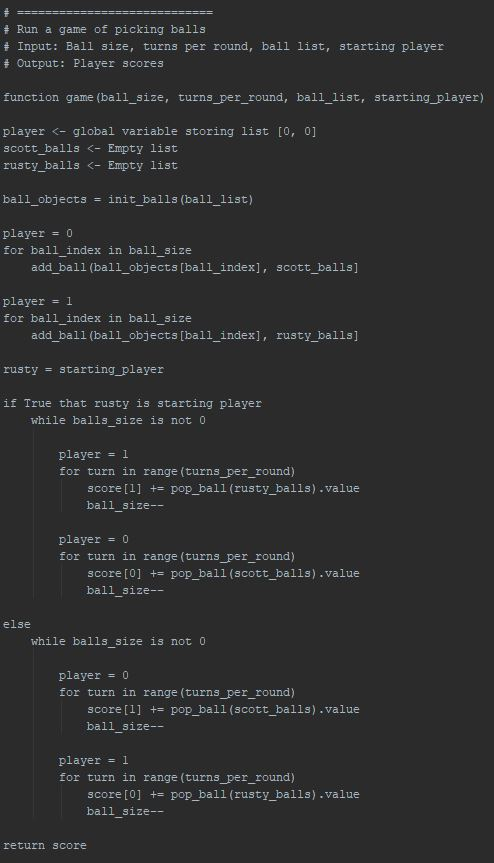 # ============================
# Run a game of picking balls
# Input: Ball size, turns per round, ball list, starting player
# Output: Player scores

function game(ball_size, turns_per_round, ball_list, starting_player)

player <- global variable storing list [0, 0]
scott_balls <- Empty list
rusty_balls <- Empty list

ball_objects = init_balls(ball_list)

player = 0
for ball_index in ball_size
    add_ball(ball_objects[ball_index], scott_balls]

player = 1
for ball_index in ball_size
    add_ball(ball_objects[ball_index], rusty_balls]

rusty = starting_player

if True that rusty is starting player
    while balls_size is not 0

        player = 1
        for turn in range(turns_per_round)
            score[1] += pop_ball(rusty_balls).value
            ball_size--

        player = 0
        for turn in range(turns_per_round)
            score[0] += pop_ball(scott_balls).value
            ball_size--

else
    while balls_size is not 0

        player = 0
        for turn in range(turns_per_round)
            score[1] += pop_ball(scott_balls).value
            ball_size--

        player = 1
        for turn in range(turns_per_round)
            score[0] += pop_ball(rusty_balls).value
            ball_size--

return score